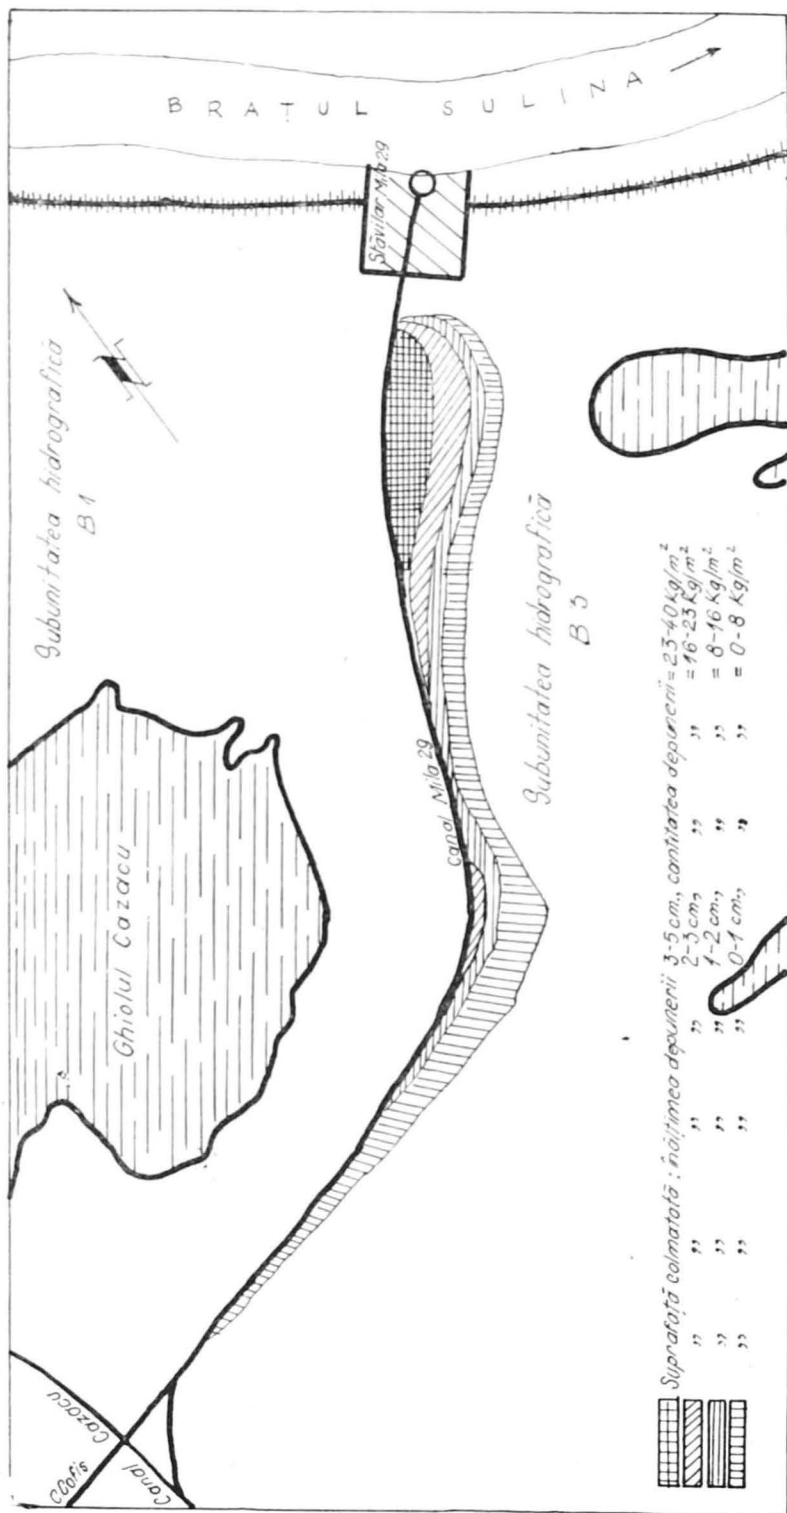 BRAȚUL SULINA
Stăvilar Mila 29
Subunitatea hidrografică
B1
Subunitatea hidrografică
B3
Canal Mila 29
Ghiolul Cazacu
Canal Cazacu
C. Cofis
Suprafață colmatată : înălțimea depunerii 3-5 cm., cantitatea depunerii = 23-40 Kg/m²
„ „ „ „ 2-3 cm., „ „ = 16-23 Kg/m²
„ „ „ „ 1-2 cm., „ „ = 8-16 Kg/m²
„ „ „ „ 0-1 cm., „ „ = 0-8 Kg/m²